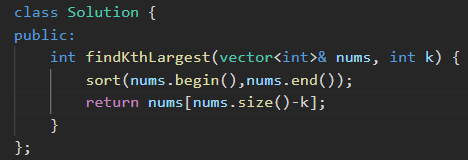 class Solution {
public:
    int findKthLargest(vector<int>& nums, int k) {
        sort(nums.begin(),nums.end());
        return nums[nums.size()-k];
    }
};